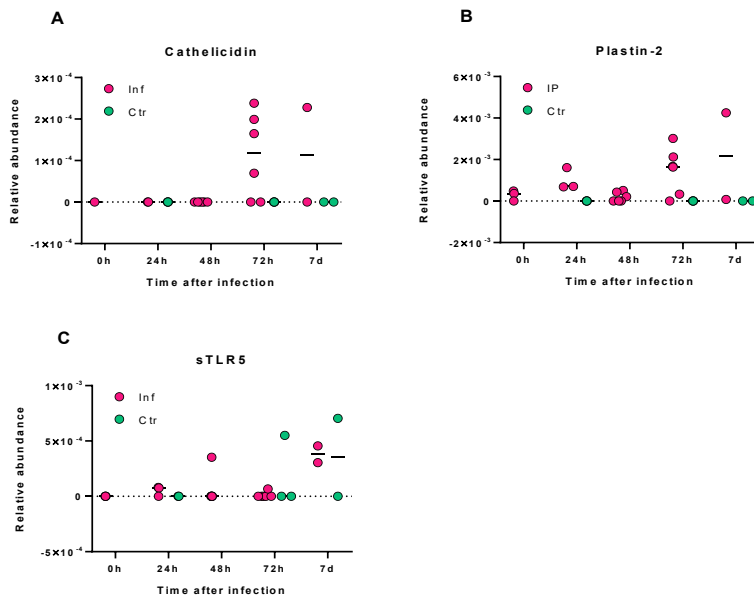 A
Cathelicidin
3×10⁻⁴
2×10⁻⁴
1×10⁻⁴
0
-1×10⁻⁴
Relative abundance
Inf
Ctr
0h 24h 48h 72h 7d
Time after infection
B
Plastin-2
6×10⁻³
4×10⁻³
2×10⁻³
0
-2×10⁻³
Relative abundance
IP
Ctr
0h 24h 48h 72h 7d
Time after infection
C
sTLR5
1×10⁻³
5×10⁻⁴
0
-5×10⁻⁴
Relative abundance
Inf
Ctr
0h 24h 48h 72h 7d
Time after infection